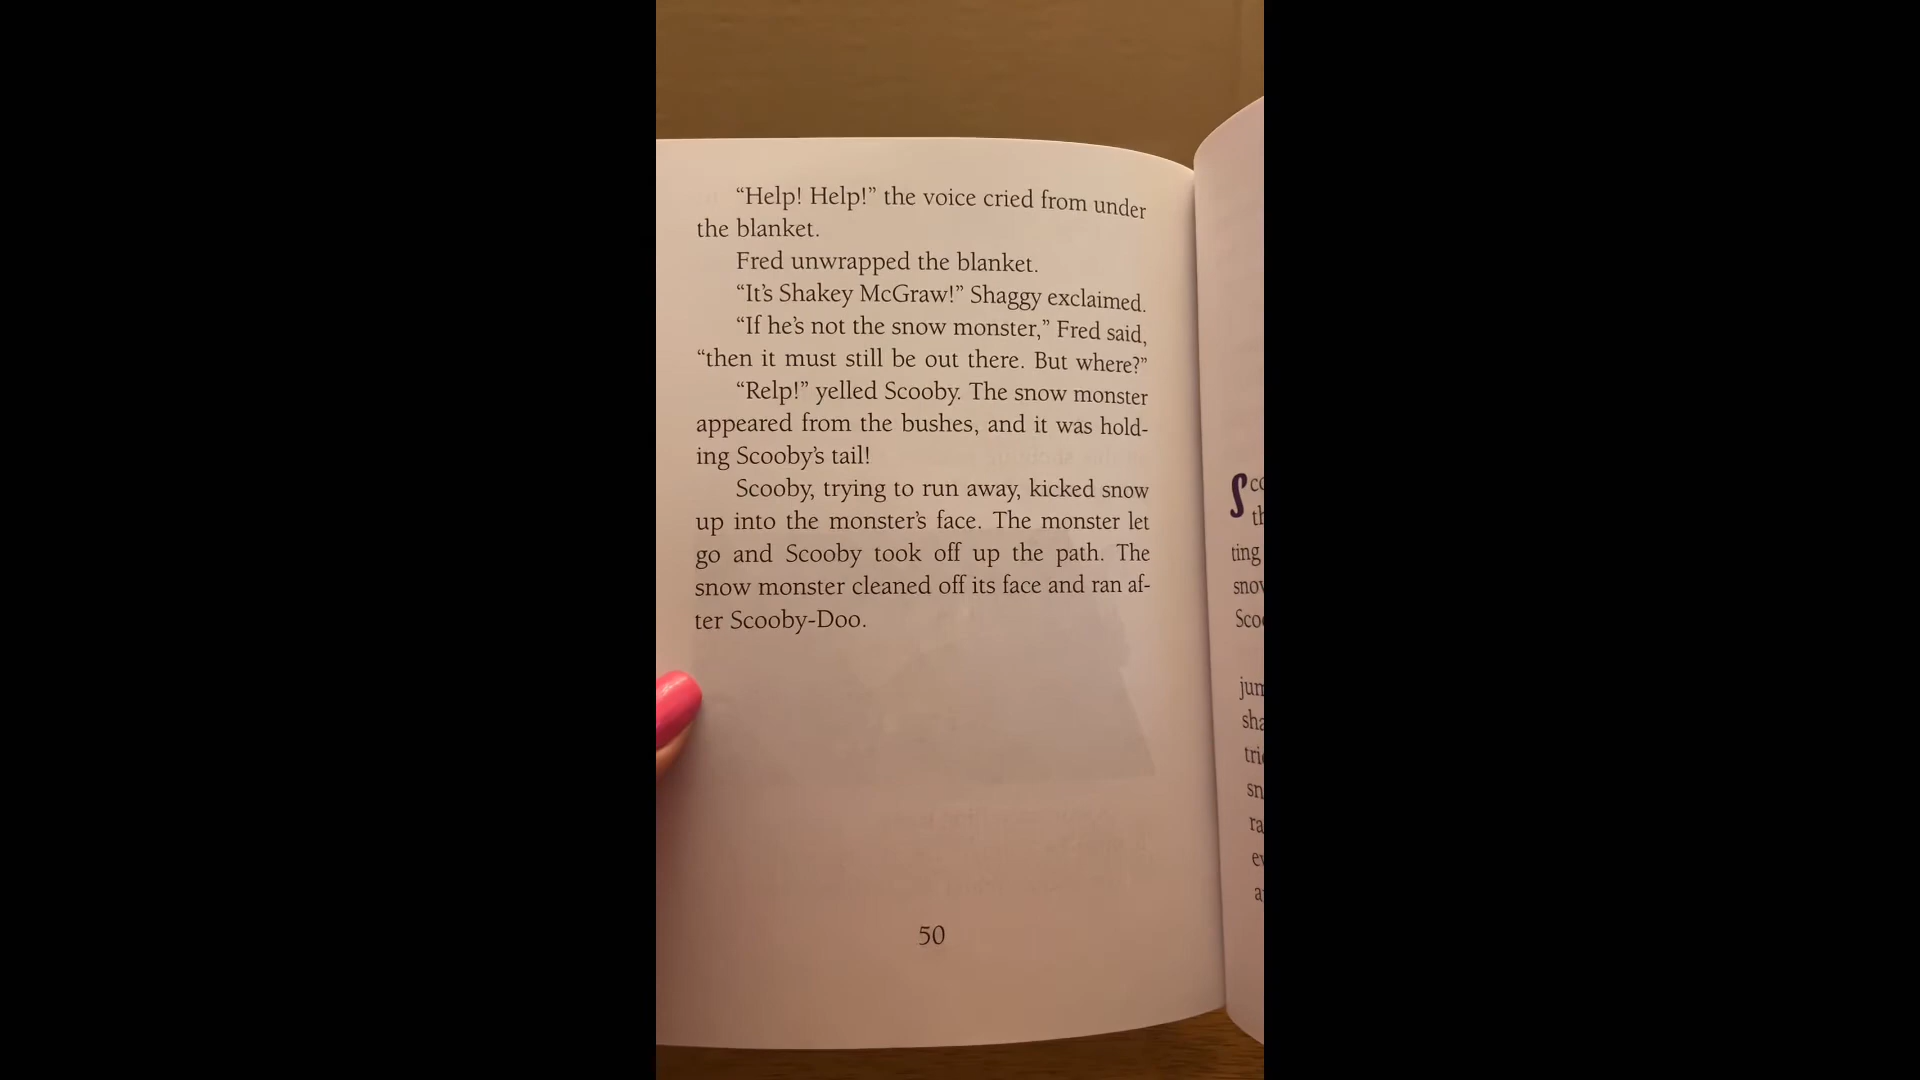 “Help! Help!” the voice cried from under
the blanket.
Fred unwrapped the blanket.
“It’s Shakey McGraw!” Shaggy exclaimed.
“If he’s not the snow monster,” Fred said,
“then it must still be out there. But where?”
“Relp!” yelled Scooby. The snow monster
appeared from the bushes, and it was hold-
ing Scooby’s tail!
Scooby, trying to run away, kicked snow
up into the monster’s face. The monster let
go and Scooby took off up the path. The
snow monster cleaned off its face and ran af-
ter Scooby-Doo.
50
ting